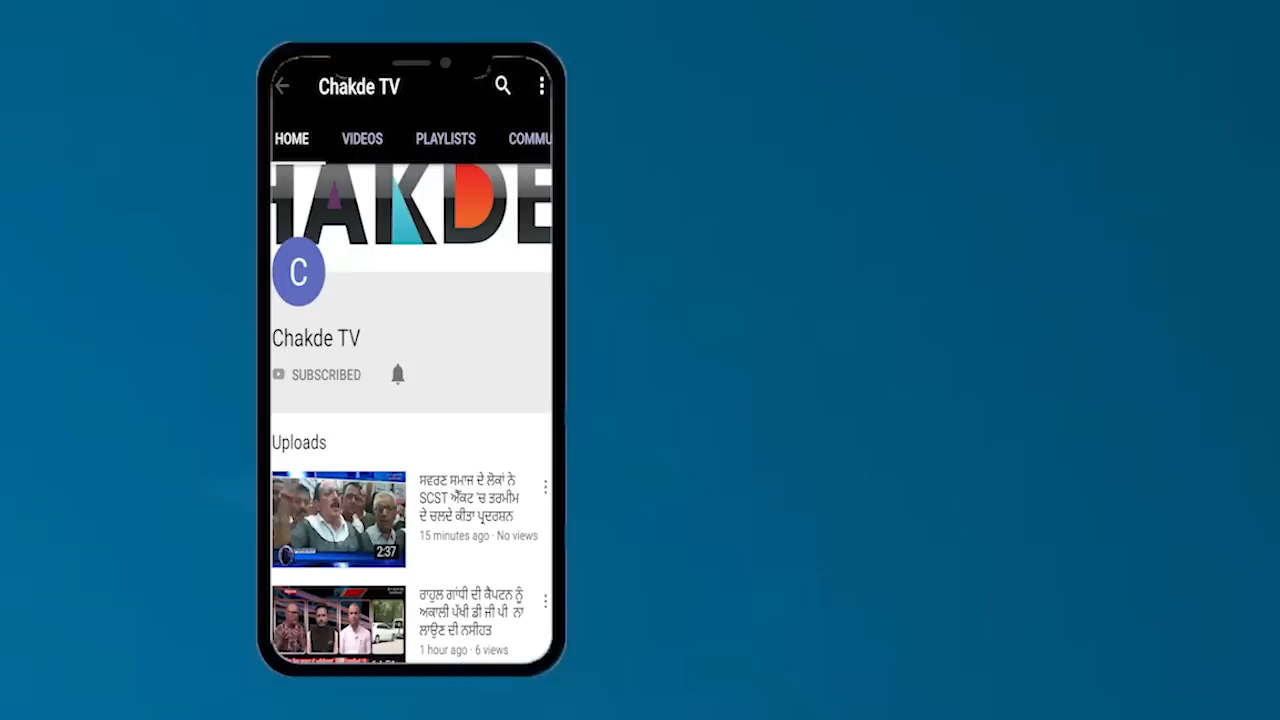 Chakde TV
HOME VIDEOS PLAYLISTS COMMU
HAKDE
C
Chakde TV
SUBSCRIBED
Uploads
ਸਵਰਣ ਸਮਾਜ ਦੇ ਲੋਕਾਂ ਨੇ
SCST ਐਕਟ 'ਚ ਤਰਮੀਮ
ਦੇ ਚਲਦੇ ਕੀਤਾ ਪ੍ਰਦਰਸ਼ਨ
15 minutes ago · No views
2:37
ਰਾਹੁਲ ਗਾਂਧੀ ਦੀ ਕੈਪਟਨ ਨੂੰ
ਅਕਾਲੀ ਪੱਖੀ ਡੀ ਜੀ ਪੀ ਨਾ
ਲਾਉਣ ਦੀ ਨਸੀਹਤ
1 hour ago · 6 views